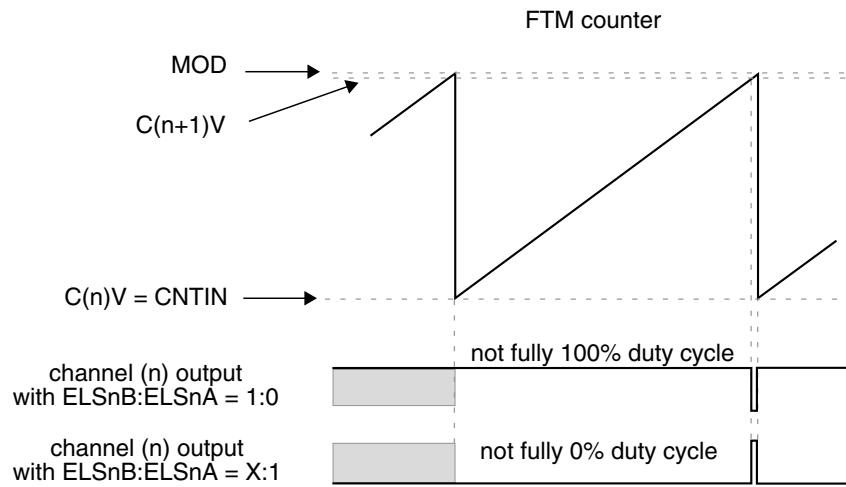 FTM counter
MOD
C(n+1)V
C(n)V = CNTIN
not fully 100% duty cycle
channel (n) output
with ELSnB:ELSnA = 1:0
channel (n) output
with ELSnB:ELSnA = X:1
not fully 0% duty cycle